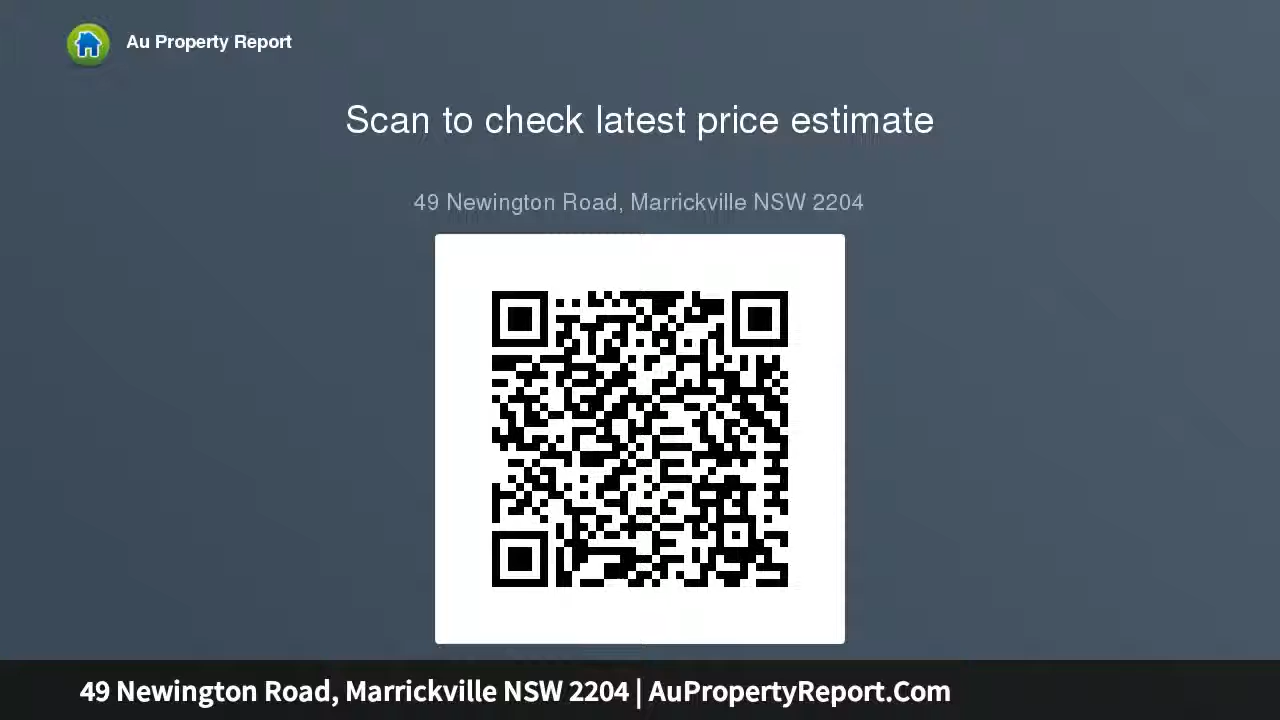 Au Property Report
Scan to check latest price estimate
49 Newington Road, Marrickville NSW 2204
49 Newington Road, Marrickville NSW 2204 | AuPropertyReport.Com